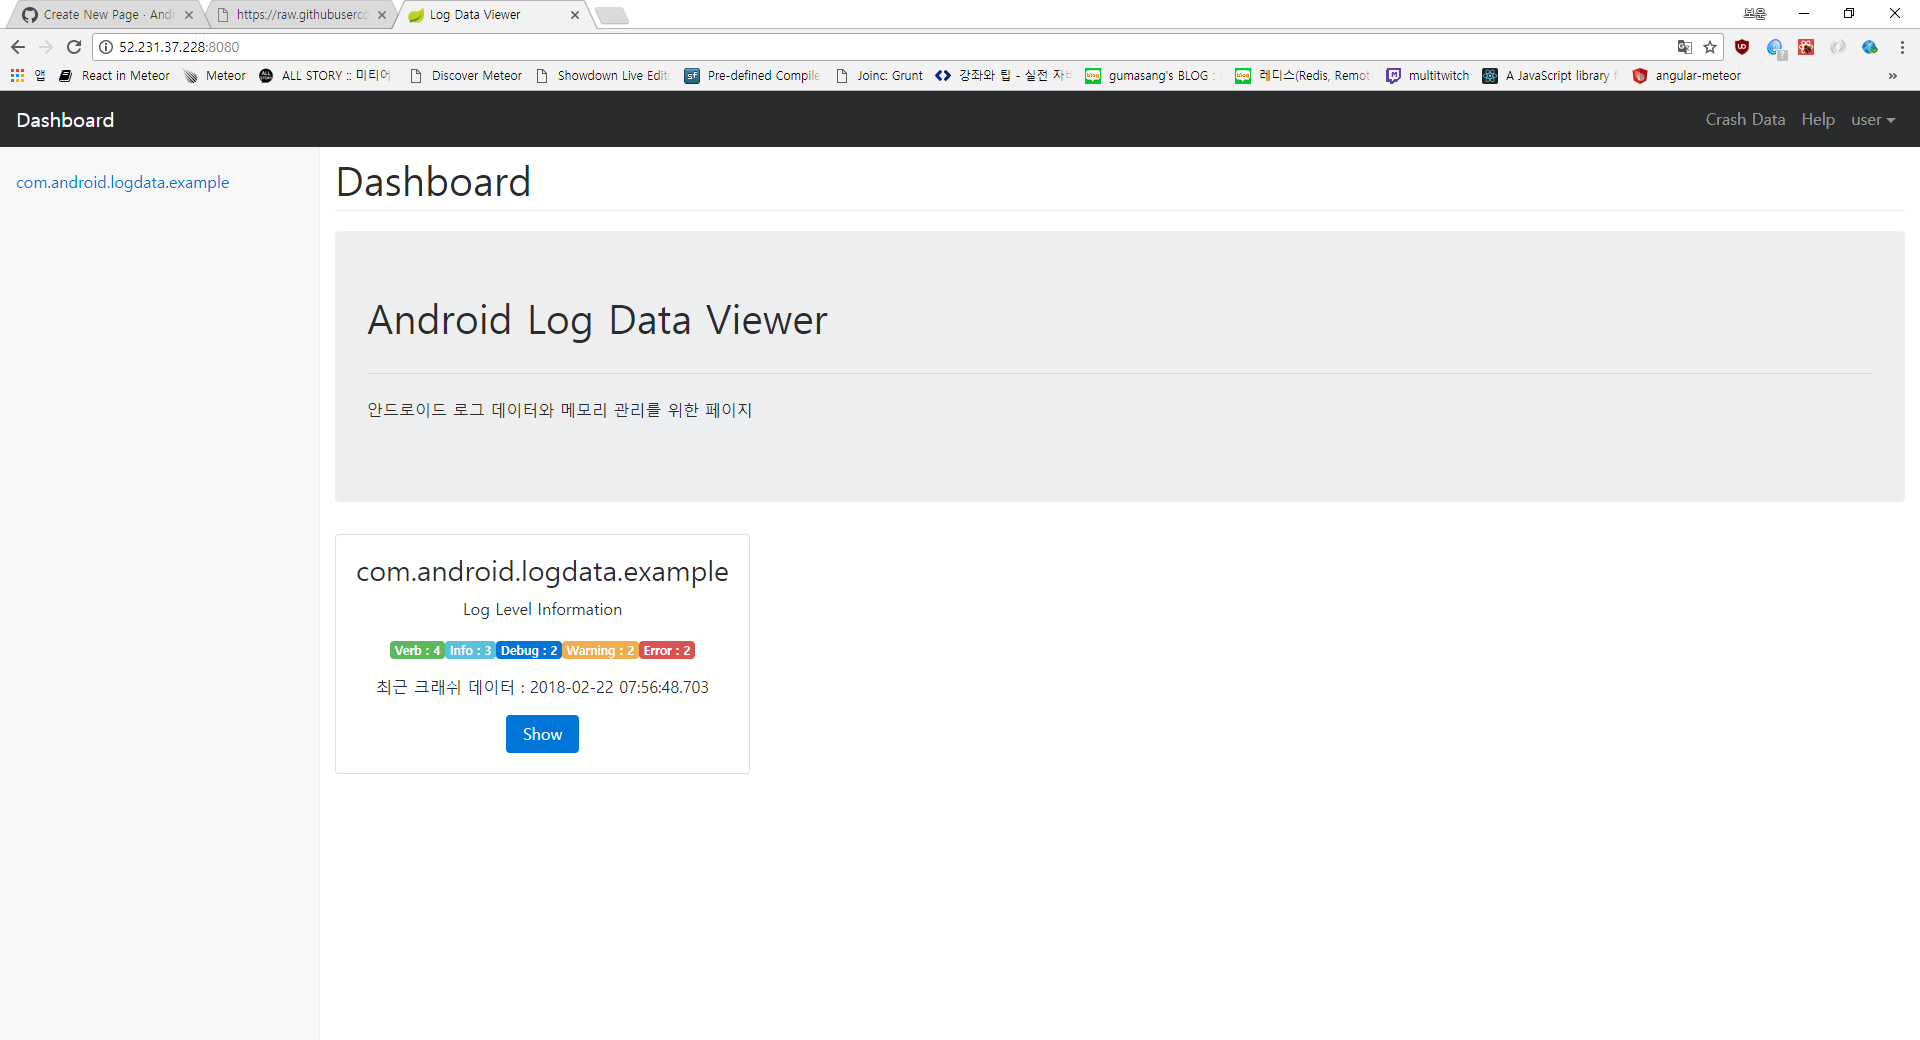 Create New Page · And
https://raw.githubuserco
Log Data Viewer
보운
52.231.37.228:8080
앱
React in Meteor
Meteor
ALL STORY :: 미티어
Discover Meteor
Showdown Live Edit
Pre-defined Compile
Joinc: Grunt
강좌와 팁 - 실전 자바
gumasang's BLOG :
레디스(Redis, Remot
multitwitch
A JavaScript library f
angular-meteor
»
Dashboard
Crash Data
Help
user
com.android.logdata.example
Dashboard
Android Log Data Viewer
안드로이드 로그 데이터와 메모리 관리를 위한 페이지
com.android.logdata.example
Log Level Information
Verb : 4 Info : 3 Debug : 2 Warning : 2 Error : 2
최근 크래쉬 데이터 : 2018-02-22 07:56:48.703
Show